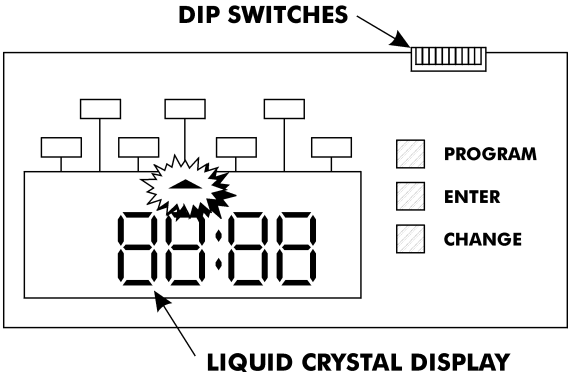 DIP SWITCHES
PROGRAM
ENTER
CHANGE
88:88
LIQUID CRYSTAL DISPLAY